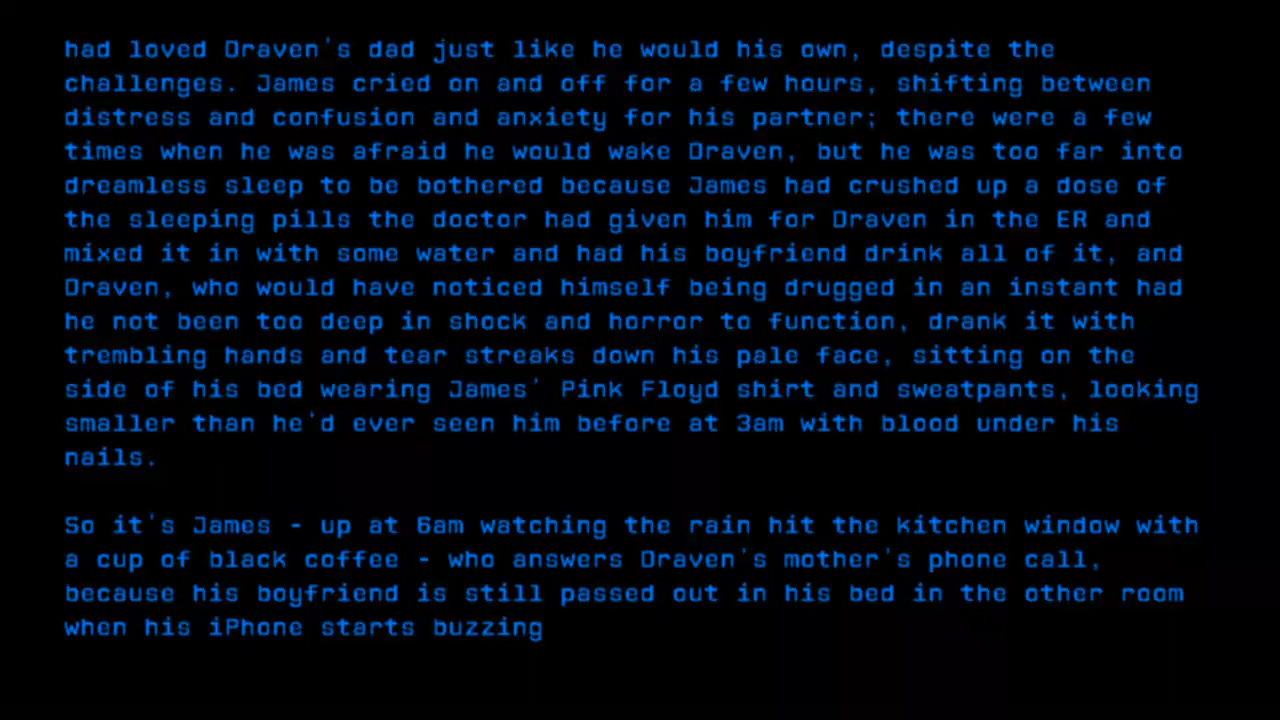 had loved Draven's dad just like he would his own, despite the
challenges. James cried on and off for a few hours, shifting between
distress and confusion and anxiety for his partner; there were a few
times when he was afraid he would wake Draven, but he was too far into
dreamless sleep to be bothered because James had crushed up a dose of
the sleeping pills the doctor had given him for Draven in the ER and
mixed it in with some water and had his boyfriend drink all of it, and
Draven, who would have noticed himself being drugged in an instant had
he not been too deep in shock and horror to function, drank it with
trembling hands and tear streaks down his pale face, sitting on the
side of his bed wearing James' Pink Floyd shirt and sweatpants, looking
smaller than he'd ever seen him before at 3am with blood under his
nails.
So it's James - up at 6am watching the rain hit the kitchen window with
a cup of black coffee - who answers Draven's mother's phone call,
because his boyfriend is still passed out in his bed in the other room
when his iPhone starts buzzing